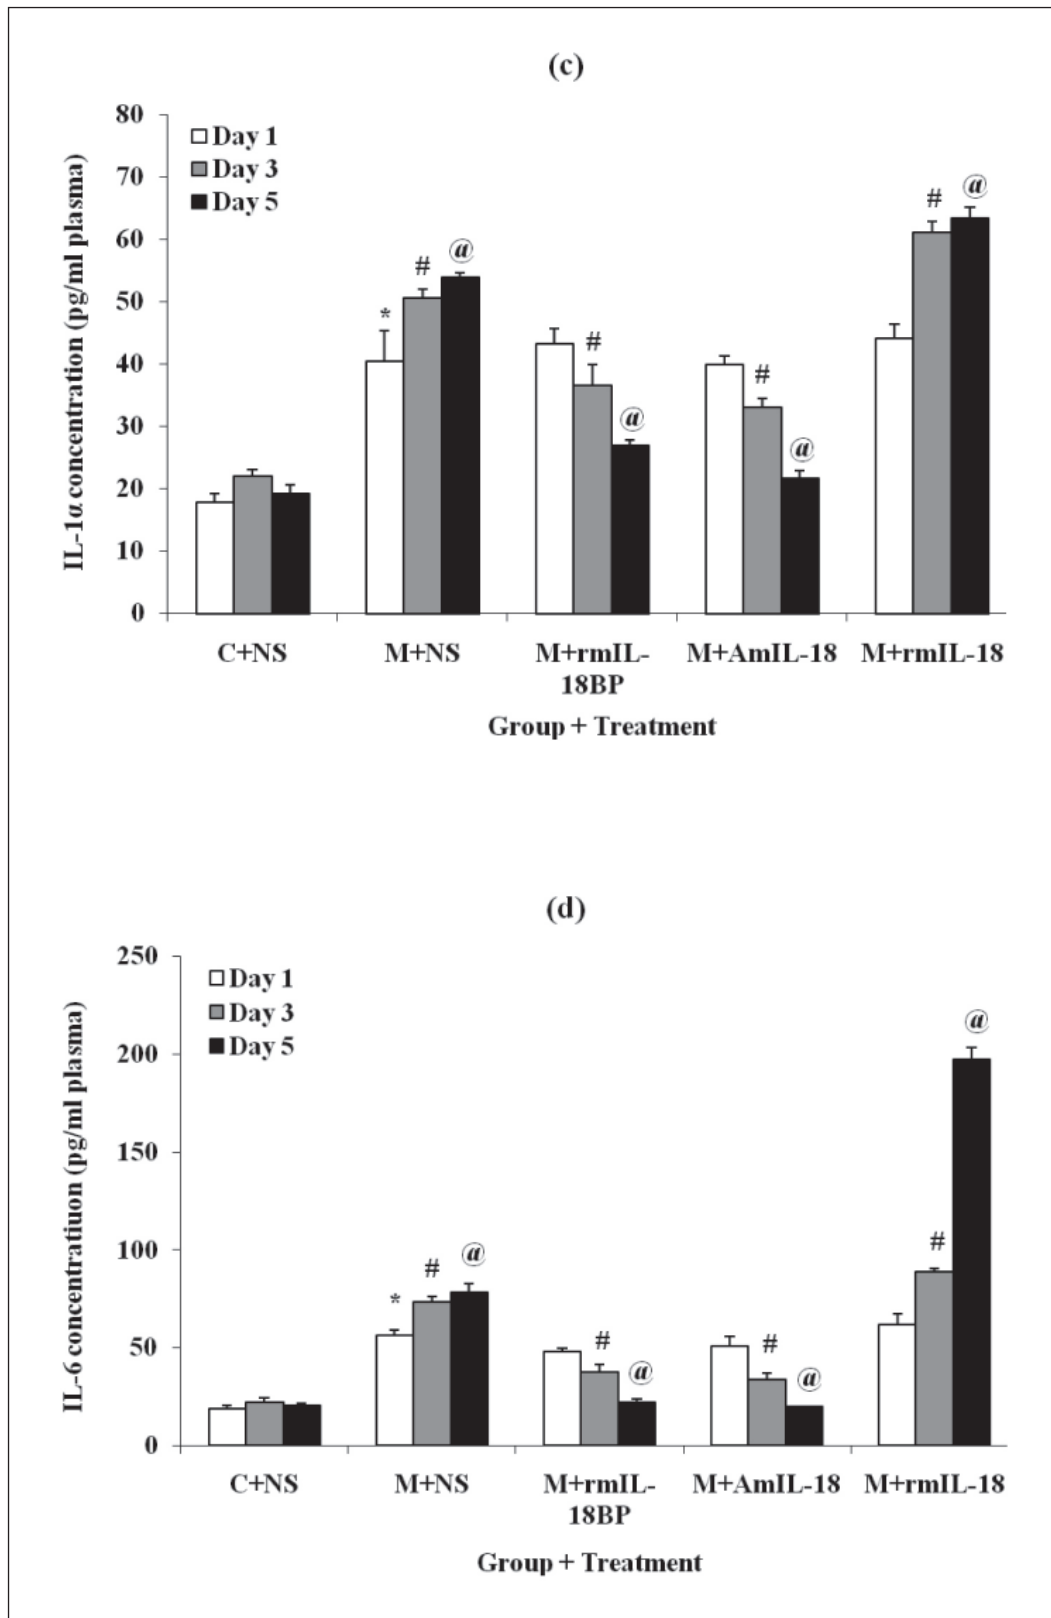 (c)
IL-1α concentration (pg/ml plasma)
80
70
60
50
40
30
20
10
0
Day 1
Day 3
Day 5
* # @
# @
# @
# @
C+NS M+NS M+rmIL-18BP M+AmIL-18 M+rmIL-18
Group + Treatment
(d)
IL-6 concentratiuon (pg/ml plasma)
250
200
150
100
50
0
Day 1
Day 3
Day 5
* # @
# @
# @
# @
C+NS M+NS M+rmIL-18BP M+AmIL-18 M+rmIL-18
Group + Treatment